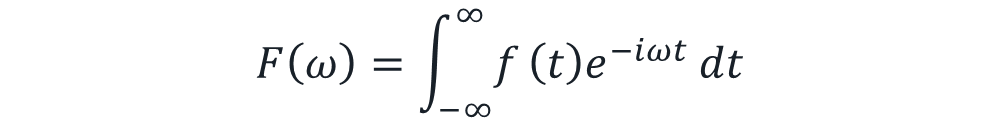 F(ω) = ∫_{-∞}^{∞} f (t)e^{-iωt} dt